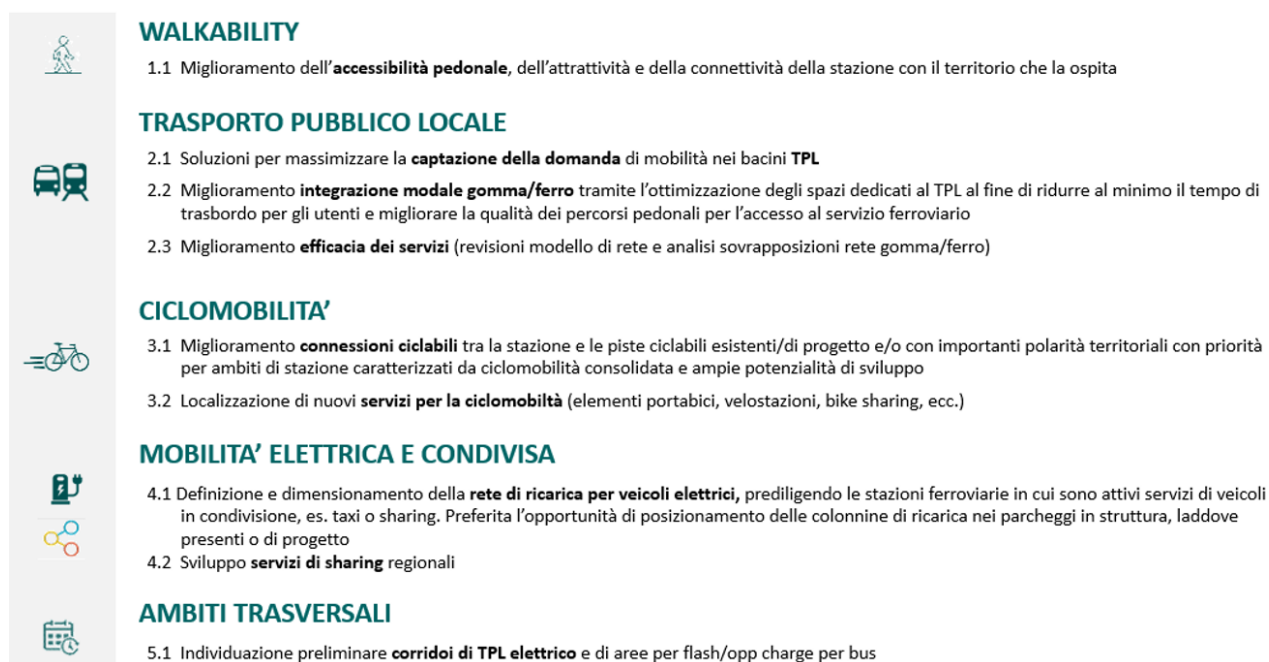 WALKABILITY
1.1 Miglioramento dell’accessibilità pedonale, dell’attrattività e della connettività della stazione con il territorio che la ospita
TRASPORTO PUBBLICO LOCALE
2.1 Soluzioni per massimizzare la captazione della domanda di mobilità nei bacini TPL
2.2 Miglioramento integrazione modale gomma/ferro tramite l’ottimizzazione degli spazi dedicati al TPL al fine di ridurre al minimo il tempo di
trasbordo per gli utenti e migliorare la qualità dei percorsi pedonali per l’accesso al servizio ferroviario
2.3 Miglioramento efficacia dei servizi (revisioni modello di rete e analisi sovrapposizioni rete gomma/ferro)
CICLOMOBILITA’
3.1 Miglioramento connessioni ciclabili tra la stazione e le piste ciclabili esistenti/di progetto e/o con importanti polarità territoriali con priorità
per ambiti di stazione caratterizzati da ciclomobilità consolidata e ampie potenzialità di sviluppo
3.2 Localizzazione di nuovi servizi per la ciclomobiltà (elementi portabici, velostazioni, bike sharing, ecc.)
MOBILITA’ ELETTRICA E CONDIVISA
4.1 Definizione e dimensionamento della rete di ricarica per veicoli elettrici, prediligendo le stazioni ferroviarie in cui sono attivi servizi di veicoli
in condivisione, es. taxi o sharing. Preferita l’opportunità di posizionamento delle colonnine di ricarica nei parcheggi in struttura, laddove
presenti o di progetto
4.2 Sviluppo servizi di sharing regionali
AMBITI TRASVERSALI
5.1 Individuazione preliminare corridoi di TPL elettrico e di aree per flash/opp charge per bus